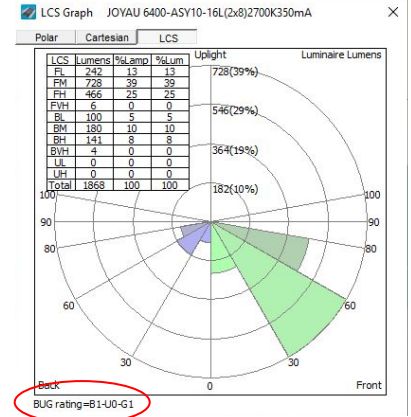 LCS Graph JOYAU 6400-ASY10-16L(2x8)2700K350mA
Polar Cartesian LCS
Uplight Luminaire Lumens
LCS Lumens %Lamp %Lum
FL 242 13 13
FM 728 39 39
FH 466 25 25
FVH 6 0 0
BL 100 5 5
BM 180 10 10
BH 141 8 8
BVH 4 0 0
UL 0 0 0
UH 0 0 0
Total 1868 100 100
728(39%)
546(29%)
364(19%)
182(10%)
100 100
90 90
80 80
60 60
30 30
Back 0 Front
BUG rating=B1-U0-G1